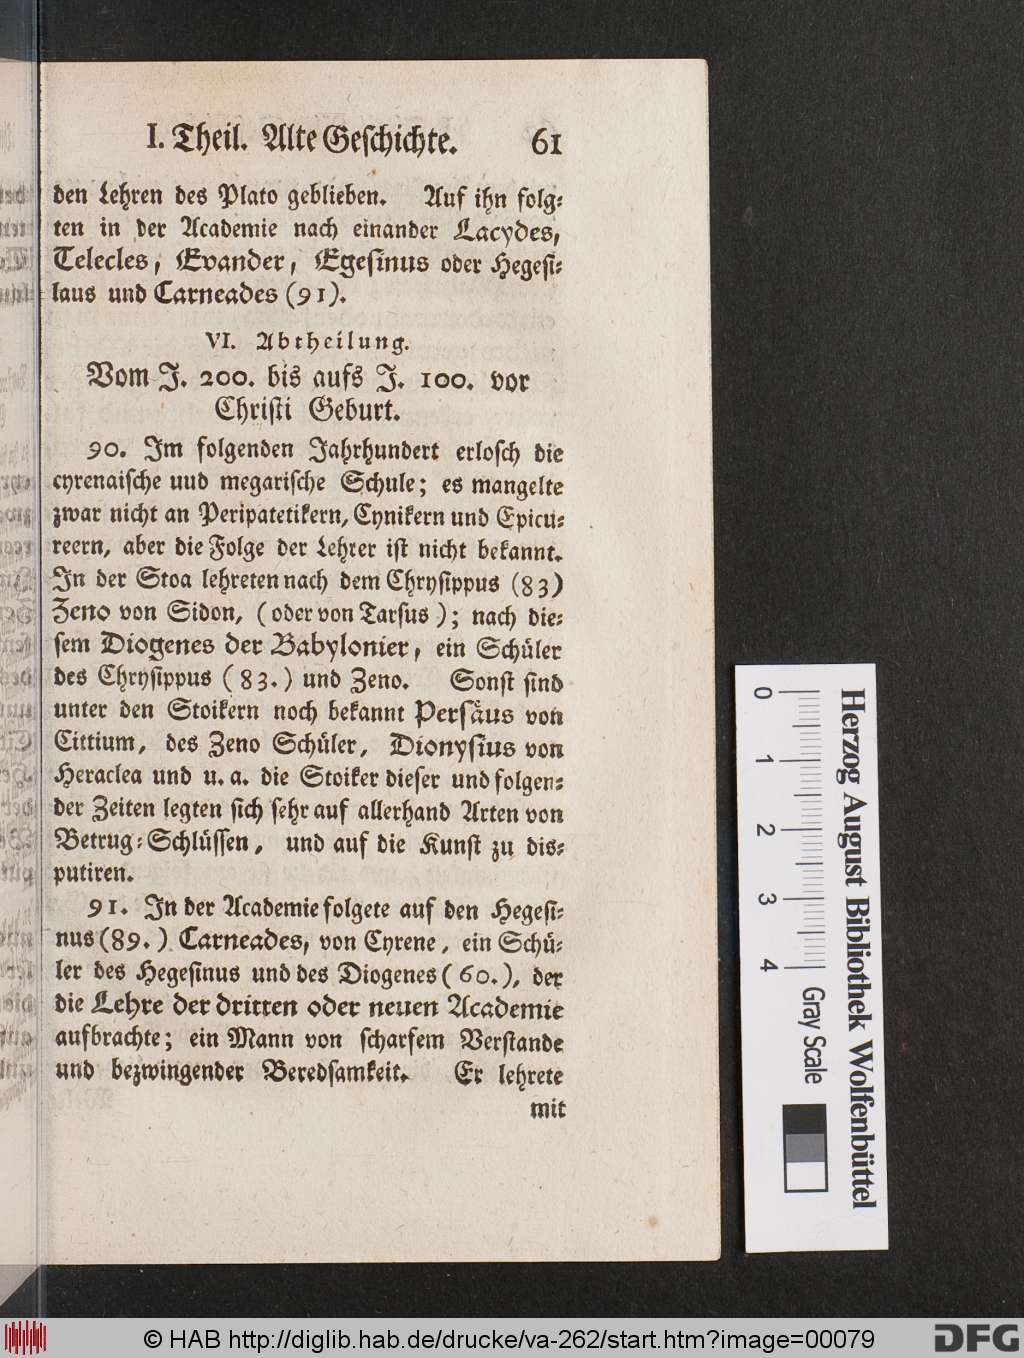 I. Theil. Alte Geschichte. 61
den Lehren des Plato geblieben. Auf ihn folg⸗
ten in der Academie nach einander Lacydes,
Telecles, Evander, Egesinus oder Hegesi⸗
laus und Carneades (91).
VI. Abtheilung.
Vom J. 200. bis aufs J. 100. vor
Christi Geburt.
90. Im folgenden Jahrhundert erlosch die
cyrenaische uud megarische Schule; es mangelte
zwar nicht an Peripatetikern, Cynikern und Epicu⸗
reern, aber die Folge der Lehrer ist nicht bekannt.
In der Stoa lehreten nach dem Chrysippus (83)
Zeno von Sidon, (oder von Tarsus); nach die⸗
sem Diogenes der Babylonier, ein Schüler
des Chrysippus (83.) und Zeno. Sonst sind
unter den Stoikern noch bekannt Persäus von
Cittium, des Zeno Schüler, Dionysius von
Heraclea und u. a. die Stoiker dieser und folgen⸗
der Zeiten legten sich sehr auf allerhand Arten von
Betrug⸗Schlüssen, und auf die Kunst zu dis⸗
putiren.
91. In der Academie folgete auf den Hegesi⸗
nus (89.) Carneades, von Cyrene, ein Schü⸗
ler des Hegesinus und des Diogenes (60.), der
die Lehre der dritten oder neuen Academie
aufbrachte; ein Mann von scharfem Verstande
und bezwingender Beredsamkeit. Er lehrete
mit
0 1 2 3 4 Gray Scale
Herzog August Bibliothek Wolfenbüttel
© HAB http://diglib.hab.de/drucke/va-262/start.htm?image=00079
DFG